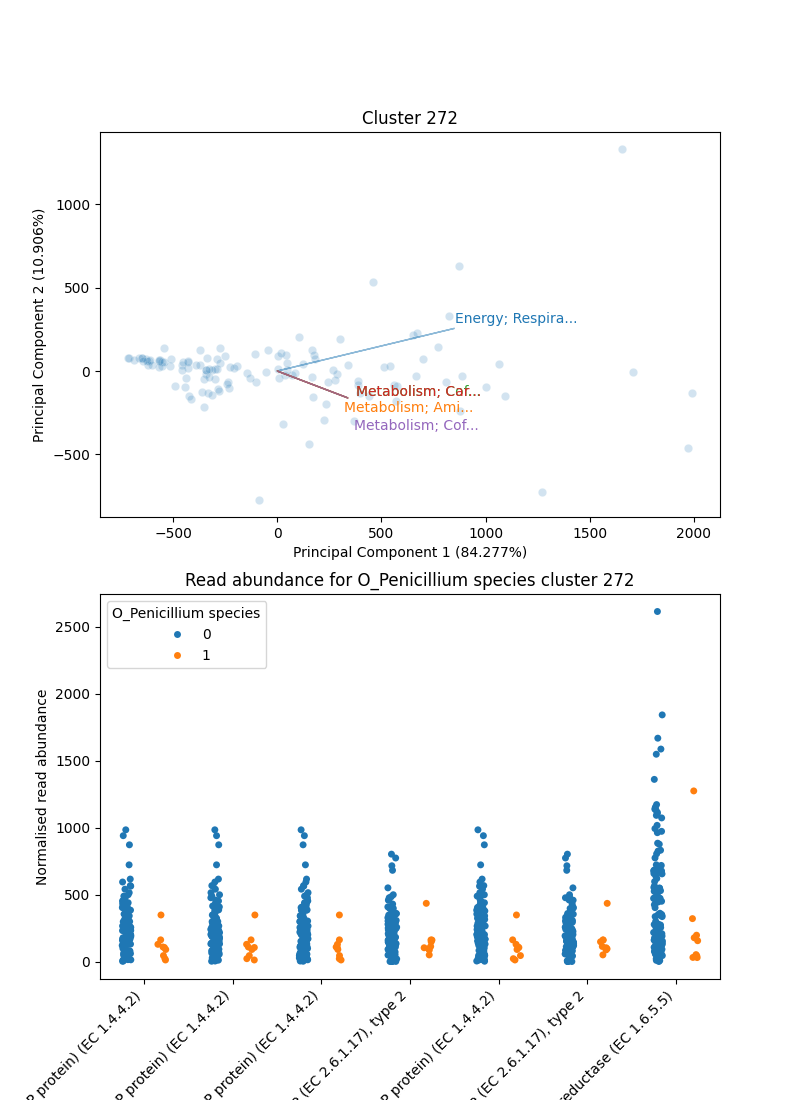 Cluster 272
Principal Component 2 (10.906%)
1000
500
0
−500
Energy; Respira...
Metabolism; Cof...
Metabolism; Ami...
Metabolism; Cof...
−500
0
500
1000
1500
2000
Principal Component 1 (84.277%)
Read abundance for O_Penicillium species cluster 272
Normalised read abundance
O_Penicillium species
0
1
2500
2000
1500
1000
500
0
P protein) (EC 1.4.4.2)
P protein) (EC 1.4.4.2)
P protein) (EC 1.4.4.2)
(EC 2.6.1.17), type 2
P protein) (EC 1.4.4.2)
(EC 2.6.1.17), type 2
reductase (EC 1.6.5.5)